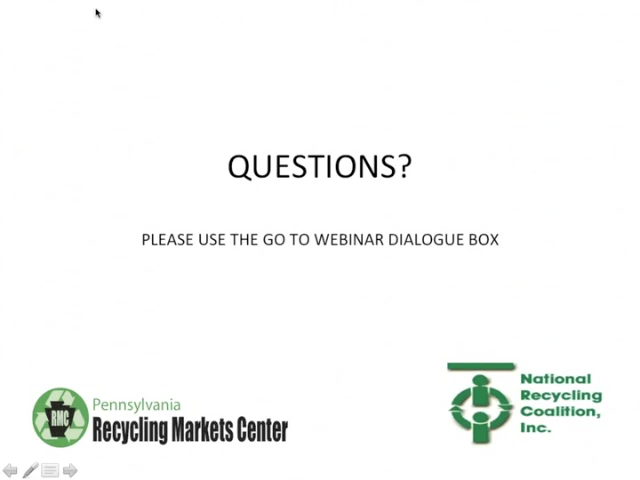 QUESTIONS?
PLEASE USE THE GO TO WEBINAR DIALOGUE BOX
RMC
Pennsylvania
Recycling Markets Center
National
Recycling
Coalition,
Inc.